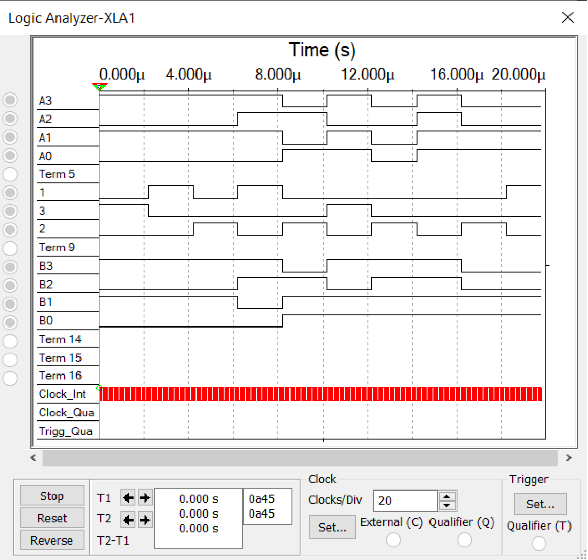 Logic Analyzer-XLA1
Time (s)
0.000µ 4.000µ 8.000µ 12.000µ 16.000µ 20.000µ
A3
A2
A1
A0
Term 5
1
3
2
Term 9
B3
B2
B1
B0
Term 14
Term 15
Term 16
Clock_Int
Clock_Qua
Trigg_Qua
Stop
Reset
Reverse
T1 0.000 s 0a45
T2 0.000 s 0a45
T2-T1 0.000 s
Clock
Clocks/Div 20
Set... External (C) Qualifier (Q)
Trigger
Set...
Qualifier (T)